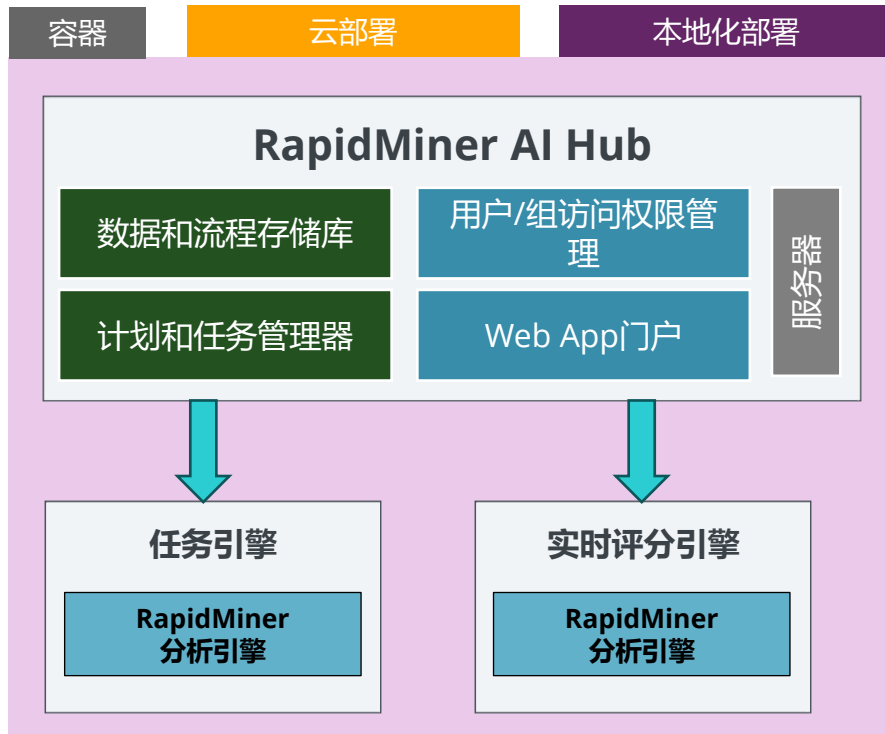 容器
云部署
本地化部署
RapidMiner AI Hub
数据和流程存储库
用户/组访问权限管
理
服务器
计划和任务管理器
Web App门户
任务引擎
RapidMiner
分析引擎
实时评分引擎
RapidMiner
分析引擎